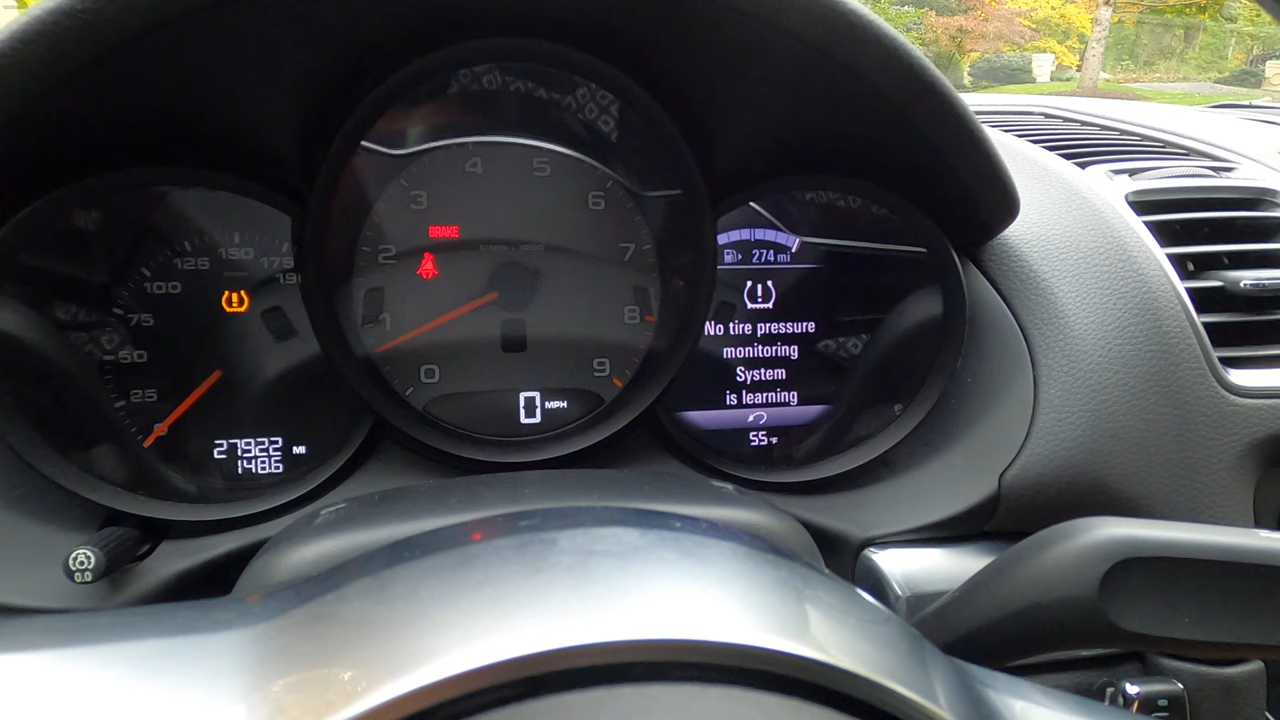 25
50
75
100
125
150
175
27922 MI
148.6
0.0
0
1
2
3
4
5
6
7
8
9
BRAKE
0 MPH
274 mi
No tire pressure
monitoring
System
is learning
55°F